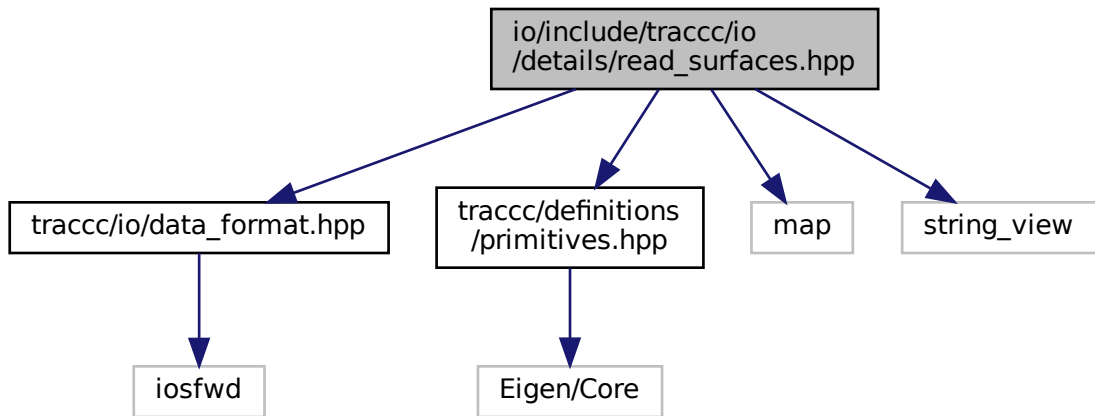 io/include/traccc/io
/details/read_surfaces.hpp
traccc/io/data_format.hpp
traccc/definitions
/primitives.hpp
map
string_view
iosfwd
Eigen/Core